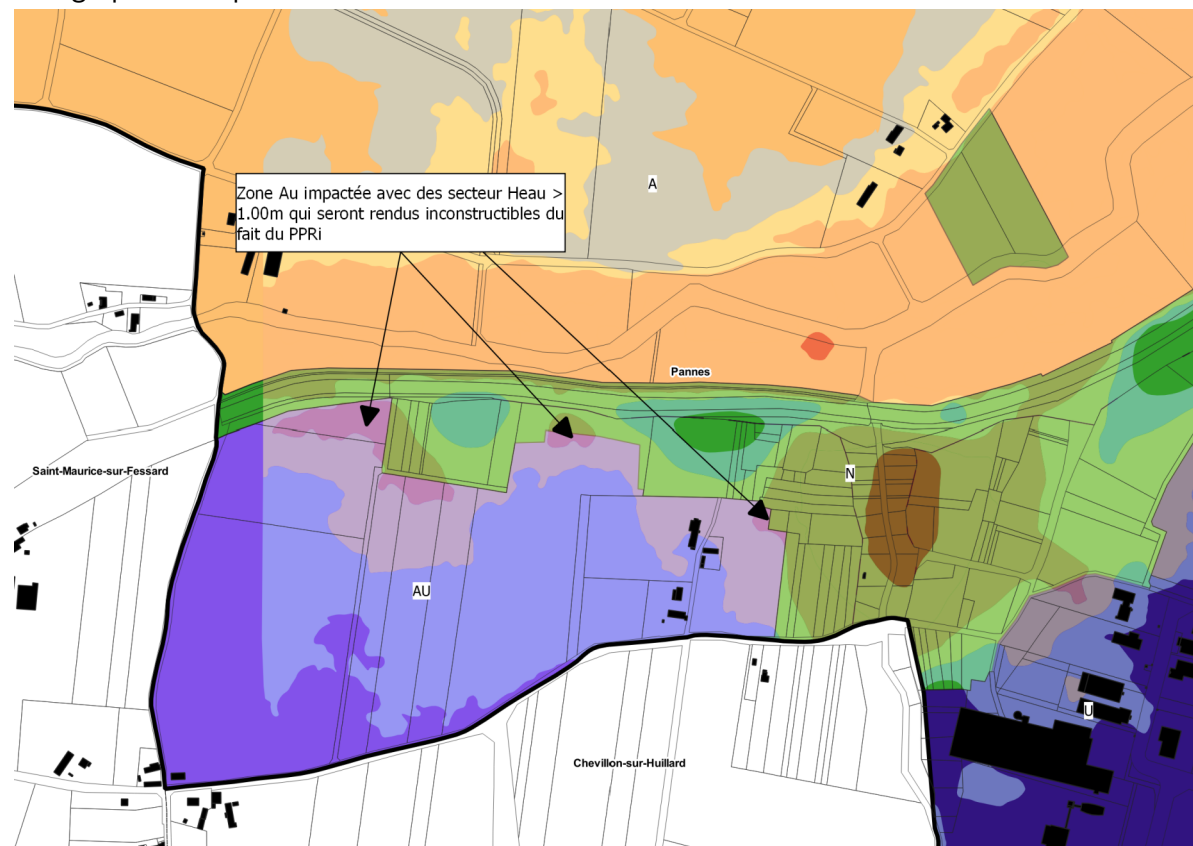 A
Zone Au impactée avec des secteur Heau >
1.00m qui seront rendus inconstructibles du
fait du PPRi
Pannes
Saint-Maurice-sur-Fessard
N
AU
U
Chevillon-sur-Huillard